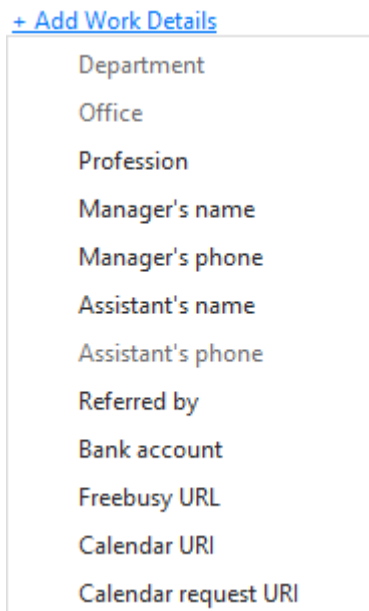 + Add Work Details
Department
Office
Profession
Manager's name
Manager's phone
Assistant's name
Assistant's phone
Referred by
Bank account
Freebusy URL
Calendar URI
Calendar request URI